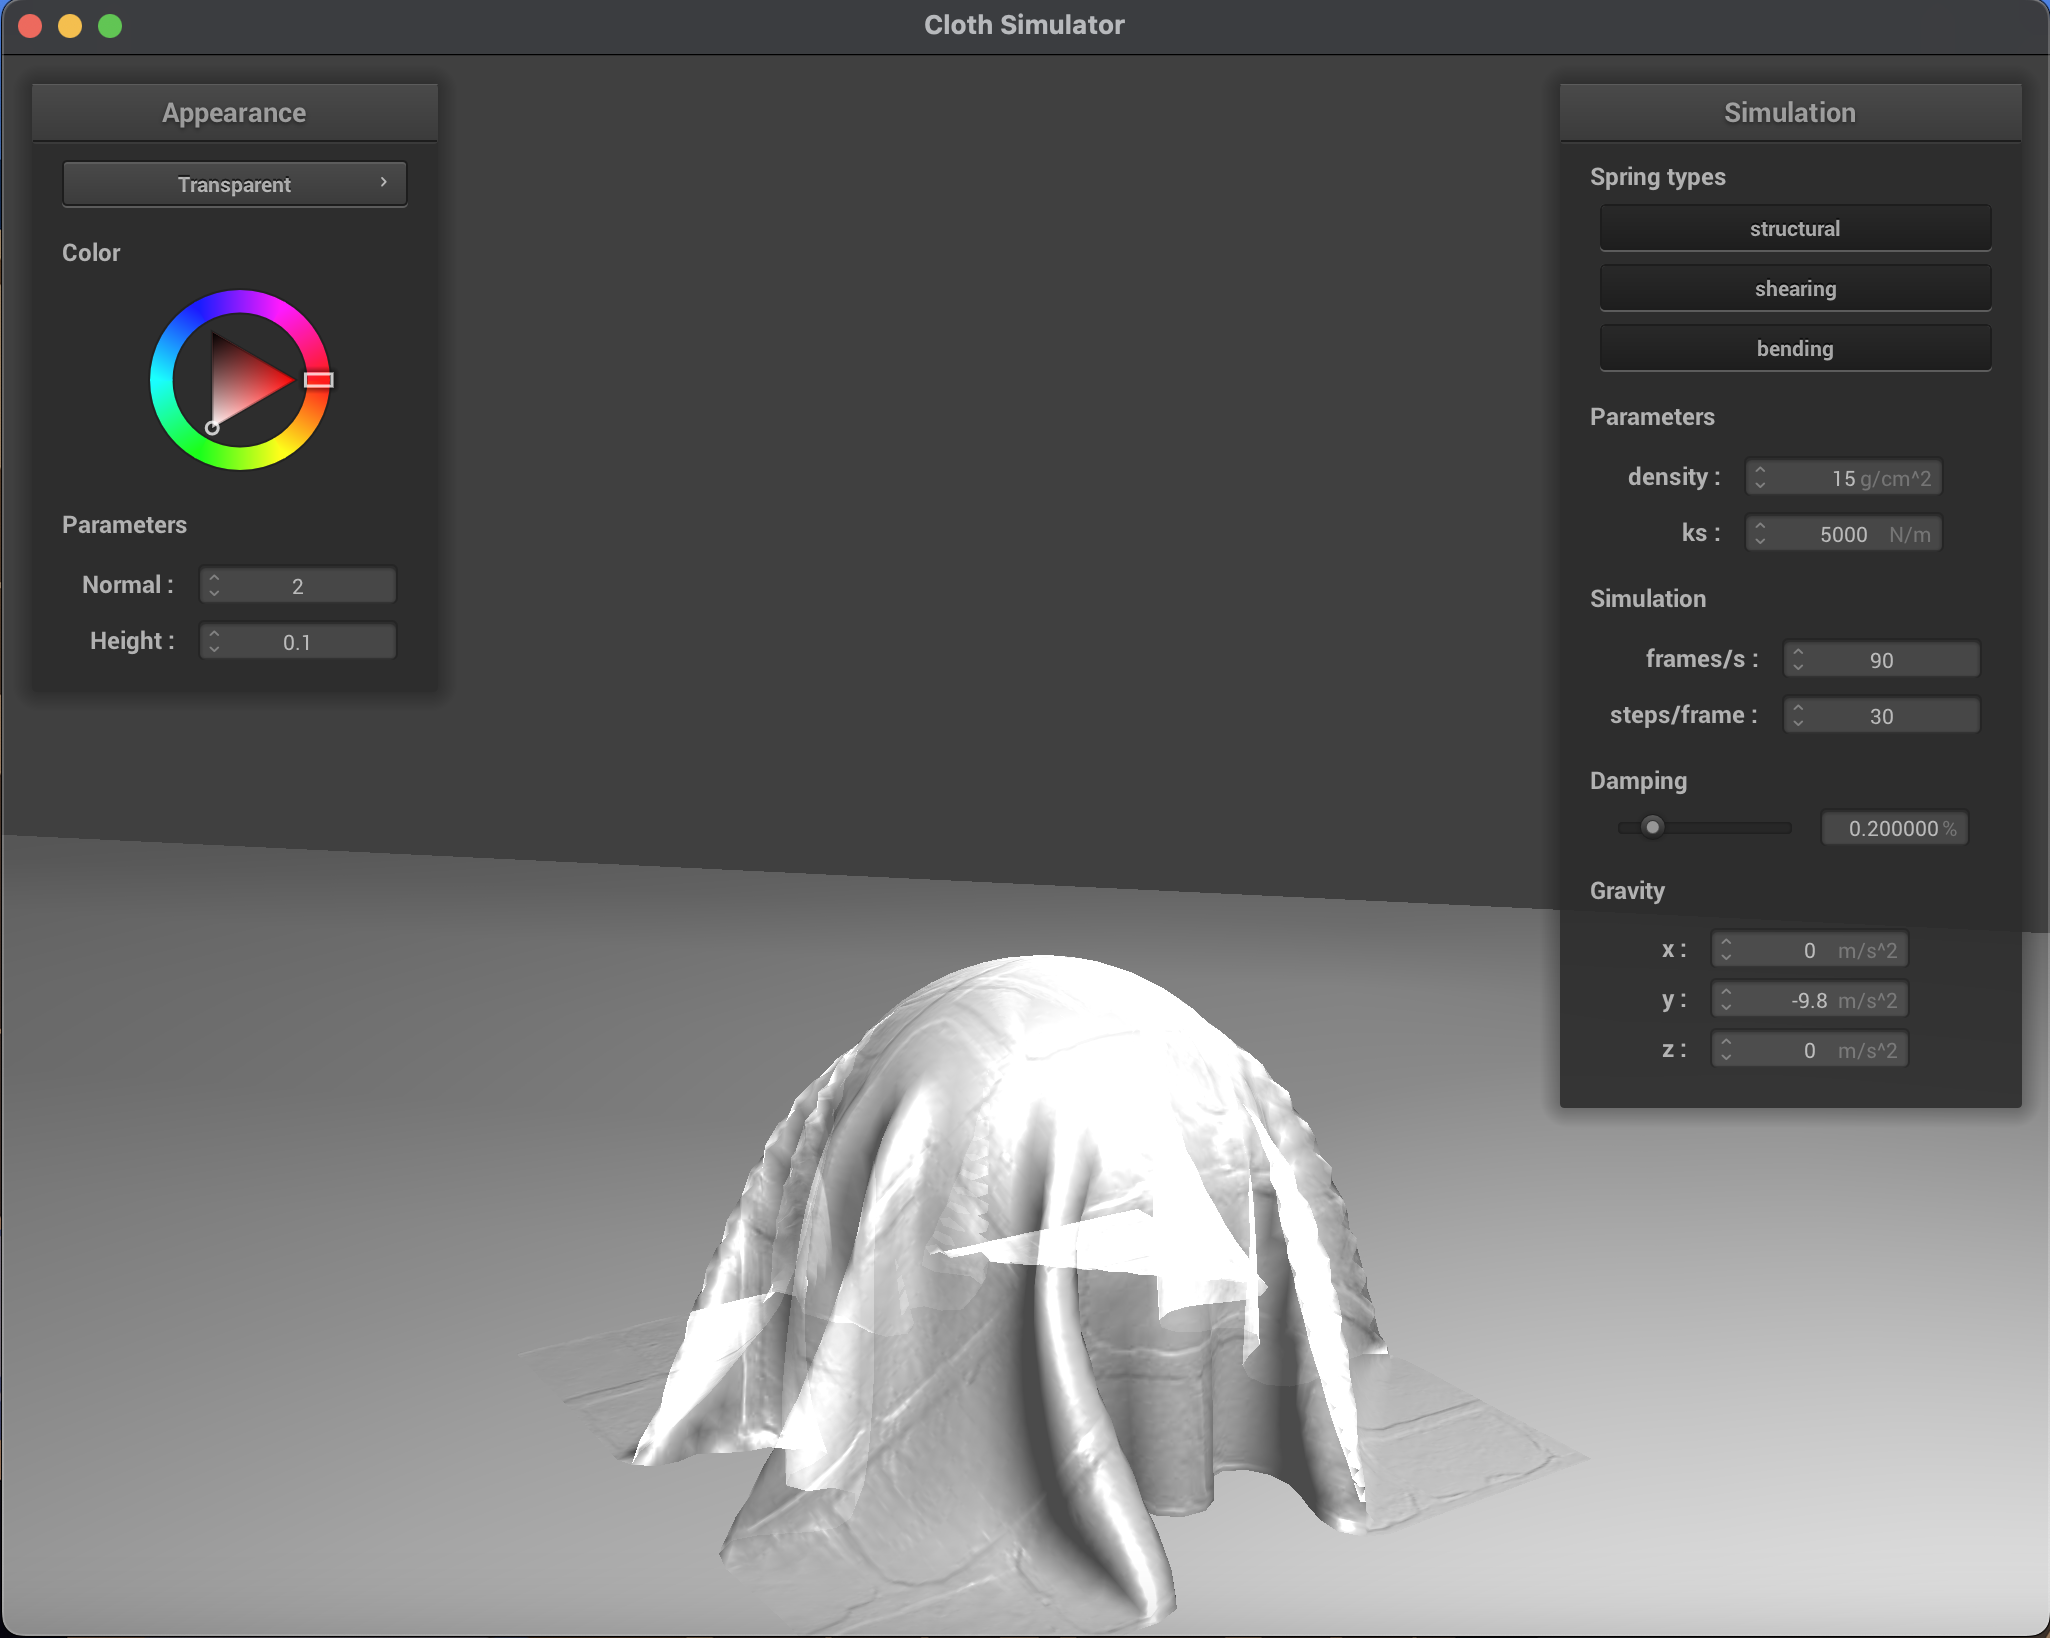 Cloth Simulator
Appearance
Transparent
Color
Parameters
Normal : 2
Height : 0.1
Simulation
Spring types
structural
shearing
bending
Parameters
density : 15 g/cm^2
ks : 5000 N/m
Simulation
frames/s : 90
steps/frame : 30
Damping
0.200000 %
Gravity
x : 0 m/s^2
y : -9.8 m/s^2
z : 0 m/s^2